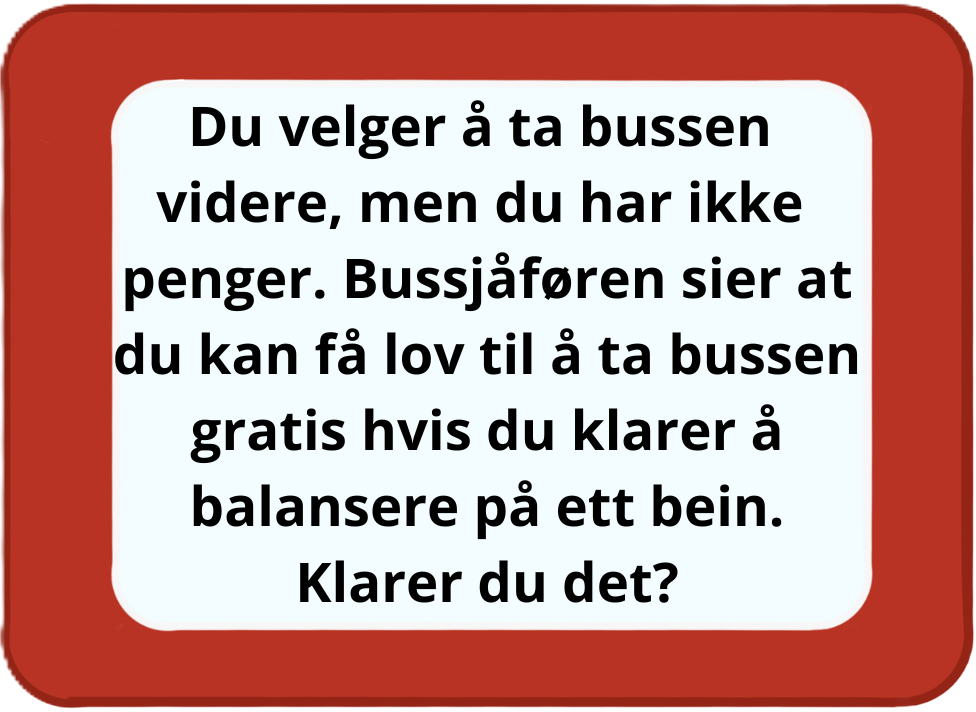 Du velger å ta bussen
videre, men du har ikke
penger. Bussjåføren sier at
du kan få lov til å ta bussen
gratis hvis du klarer å
balansere på ett bein.
Klarer du det?